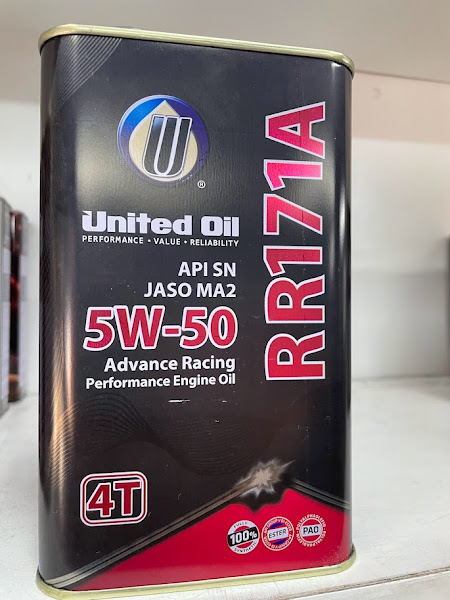 U
®
United Oil
PERFORMANCE • VALUE • RELIABILITY
API SN
JASO MA2
5W-50
Advance Racing
Performance Engine Oil
RR171A
4T
100%
ESTER
PAO